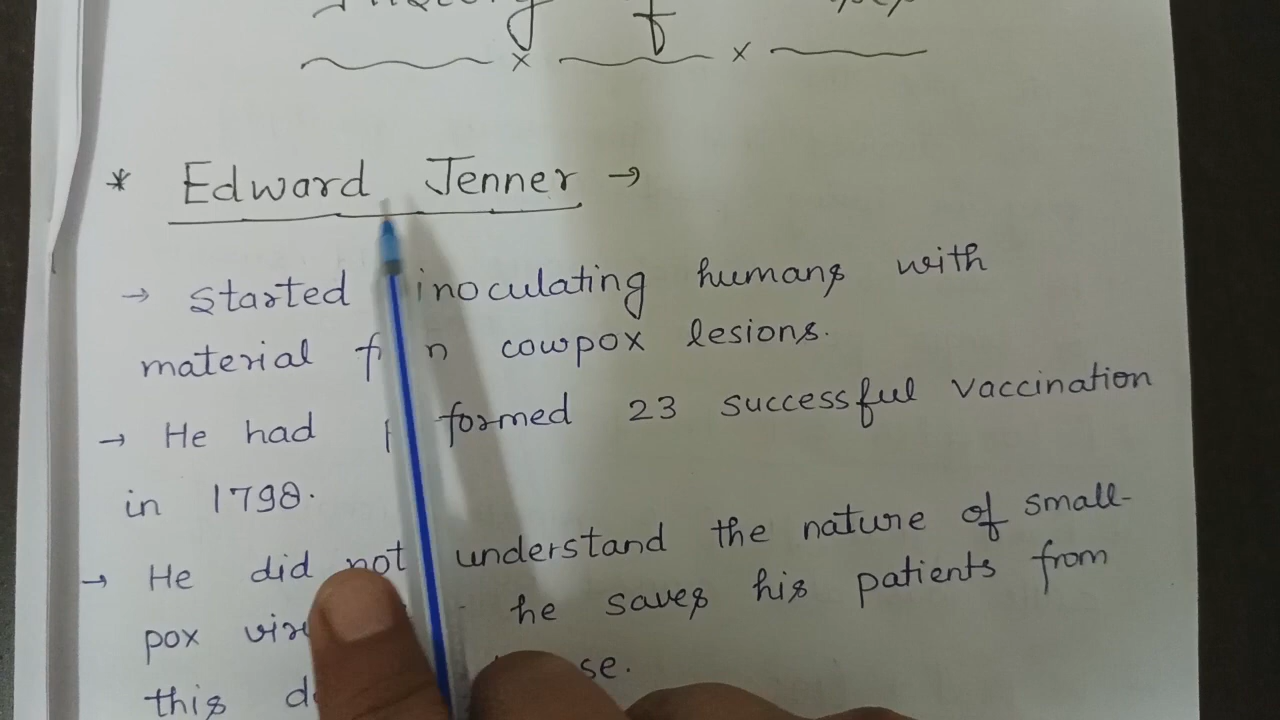 * Edward Jenner →
→ Started inoculating humans with
material cowpox lesions.
→ He had formed 23 successful vaccination
in 1798.
→ He did not understand the nature of small-
pox he saves his patients from
this